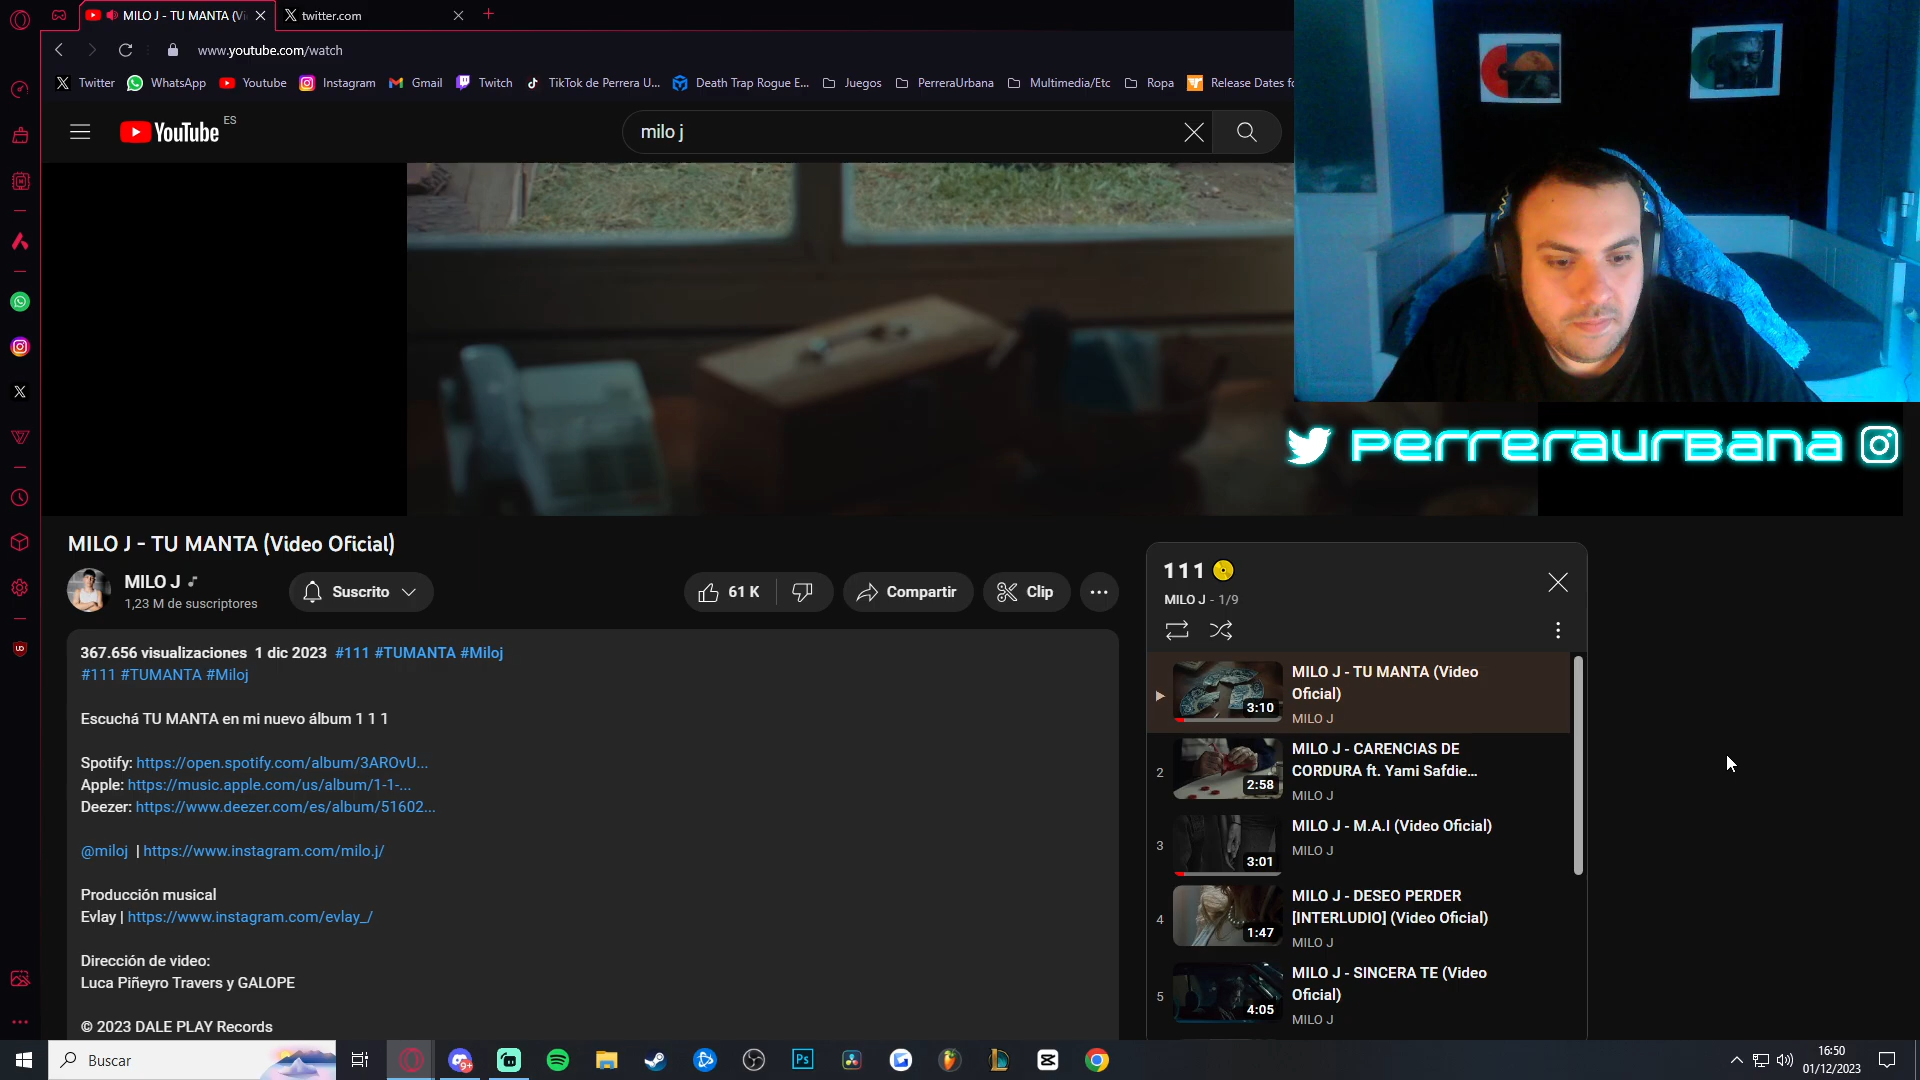 MILO J - TU MANTA (Vi
twitter.com
www.youtube.com/watch
Twitter
WhatsApp
Youtube
Instagram
Gmail
Twitch
TikTok de Perrera U...
Death Trap Rogue E...
Juegos
PerreraUrbana
Multimedia/Etc
Ropa
Release Dates fo
YouTube ES
milo j
PerreraUrbana
MILO J - TU MANTA (Video Oficial)
MILO J
1,23 M de suscriptores
Suscrito
61 K
Compartir
Clip
367.656 visualizaciones 1 dic 2023 #111 #TUMANTA #Miloj
#111 #TUMANTA #Miloj
Escuchá TU MANTA en mi nuevo álbum 1 1 1
Spotify: https://open.spotify.com/album/3AROvU...
Apple: https://music.apple.com/us/album/1-1-...
Deezer: https://www.deezer.com/es/album/51602...
@miloj | https://www.instagram.com/milo.j/
Producción musical
Evlay | https://www.instagram.com/evlay_/
Dirección de video:
Luca Piñeyro Travers y GALOPE
© 2023 DALE PLAY Records
111
MILO J - 1/9
3:10
MILO J - TU MANTA (Video
Oficial)
MILO J
2
2:58
MILO J - CARENCIAS DE
CORDURA ft. Yami Safdie...
MILO J
3
3:01
MILO J - M.A.I (Video Oficial)
MILO J
4
1:47
MILO J - DESEO PERDER
[INTERLUDIO] (Video Oficial)
MILO J
5
4:05
MILO J - SINCERA TE (Video
Oficial)
MILO J
Buscar
9+
Ps
16:50
01/12/2023